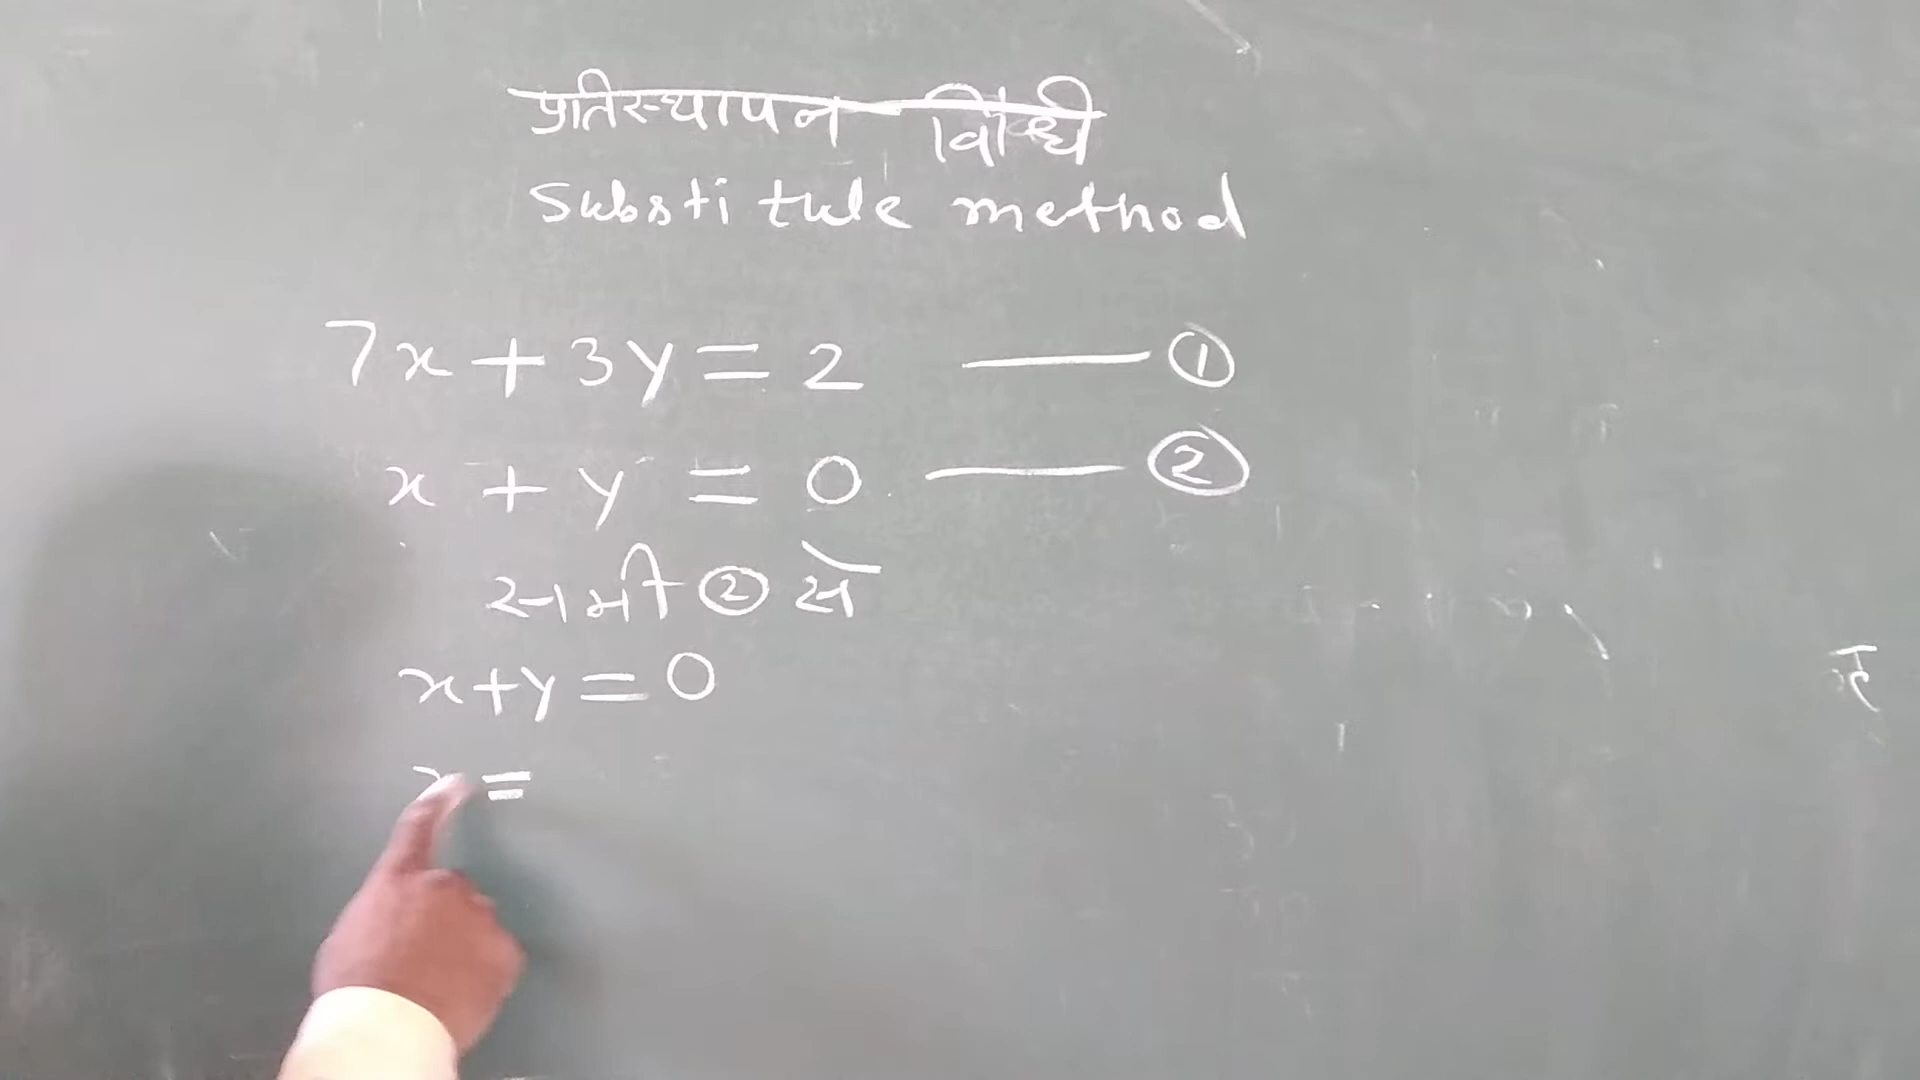 प्रतिस्थापन विधी
Substitute method
7x + 3y = 2 —— ①
x + y = 0 —— ②
समी ② से
x + y = 0
x =